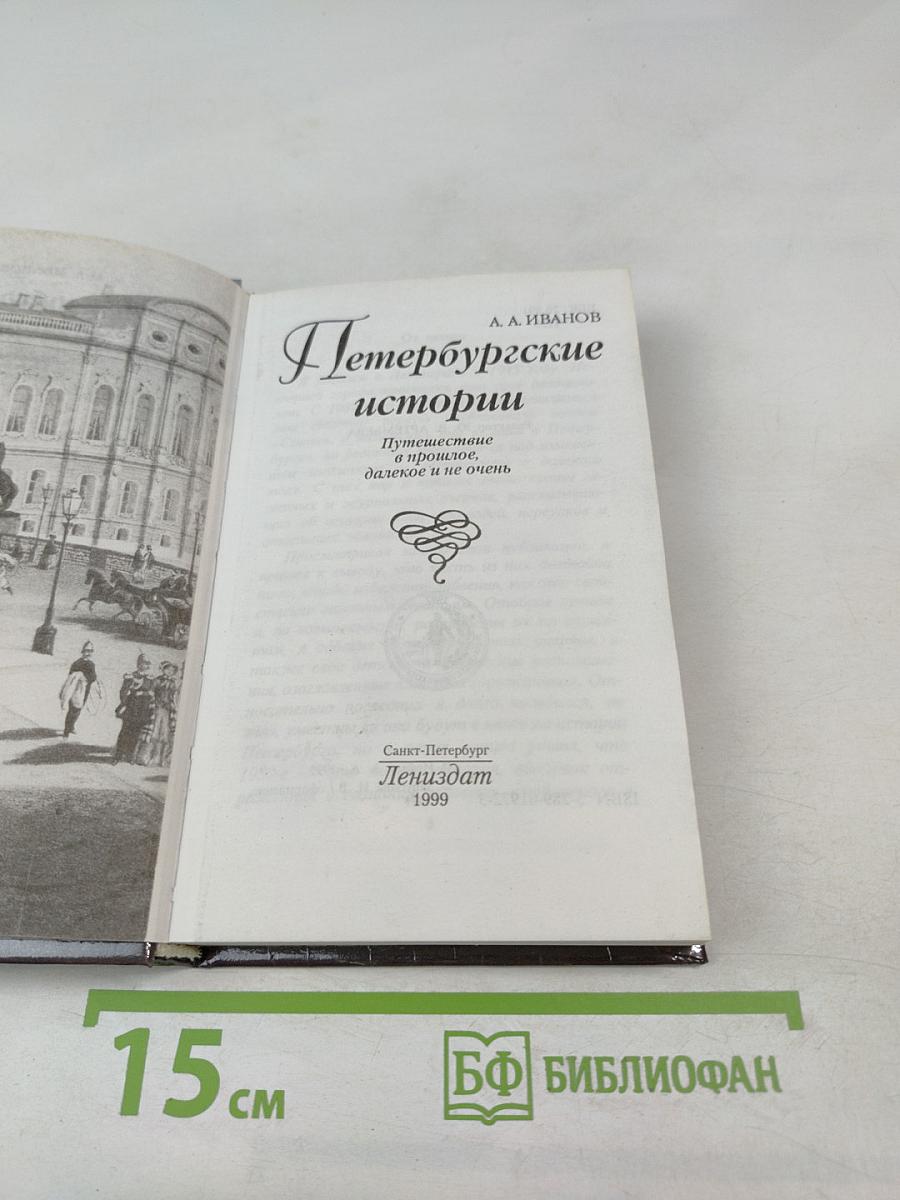 А. А. ИВАНОВ
Петербургские
истории
Путешествие
в прошлое,
далекое и не очень
Санкт-Петербург
Лениздат
1999
15 см
БФ БИБЛИОФАН